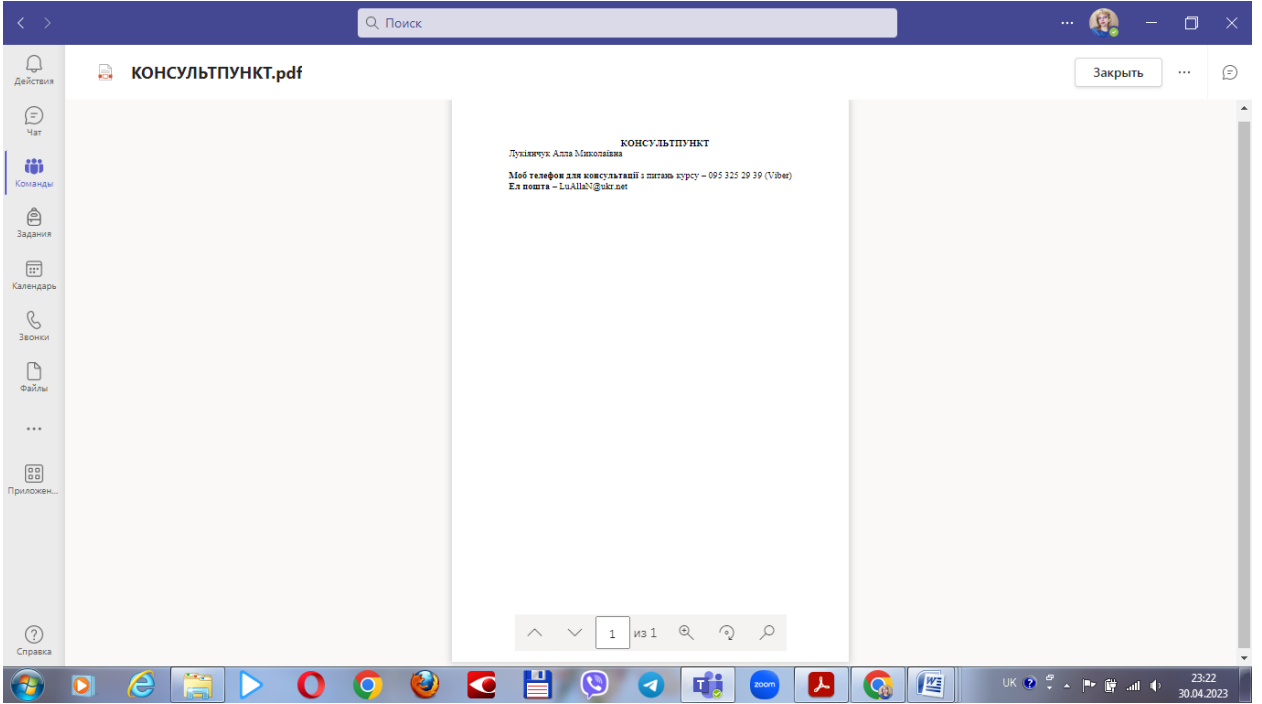 Поиск
Действия
Чат
Команды
Задания
Календарь
Звонки
Файлы
Приложен...
Справка
КОНСУЛЬТПУНКТ.pdf
Закрыть
КОНСУЛЬТПУНКТ
Лукіянчук Алла Миколаївна
Моб телефон для консультації з питань курсу – 095 325 29 39 (Viber)
Ел пошта – LuAllaN@ukr.net
1 из 1
zoom
UK
23:22
30.04.2023